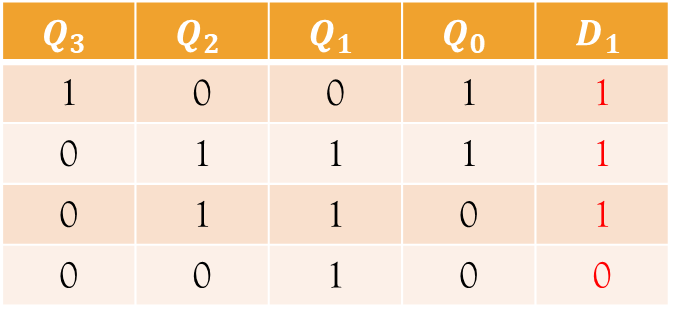 Q₃ Q₂ Q₁ Q₀ D₁
1 0 0 1 1
0 1 1 1 1
0 1 1 0 1
0 0 1 0 0